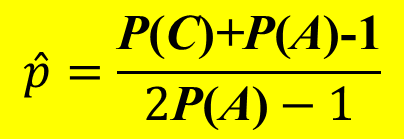 p̂ = P(C)+P(A)-1
2P(A) − 1